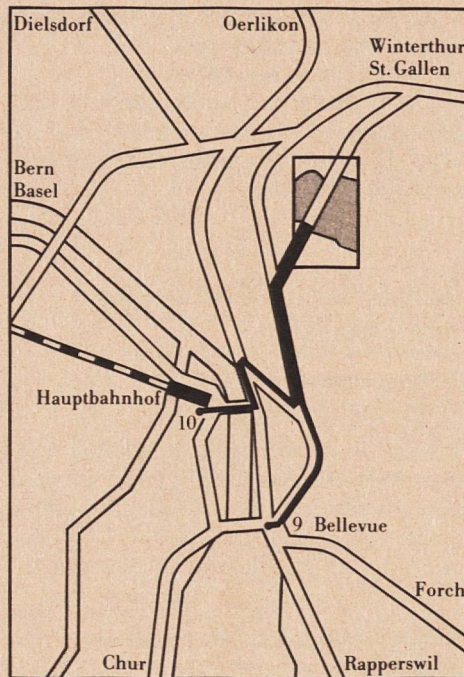 Dielsdorf
Oerlikon
Winterthur
St. Gallen
Bern
Basel
Hauptbahnhof
10
9 Bellevue
Forch
Chur
Rapperswil